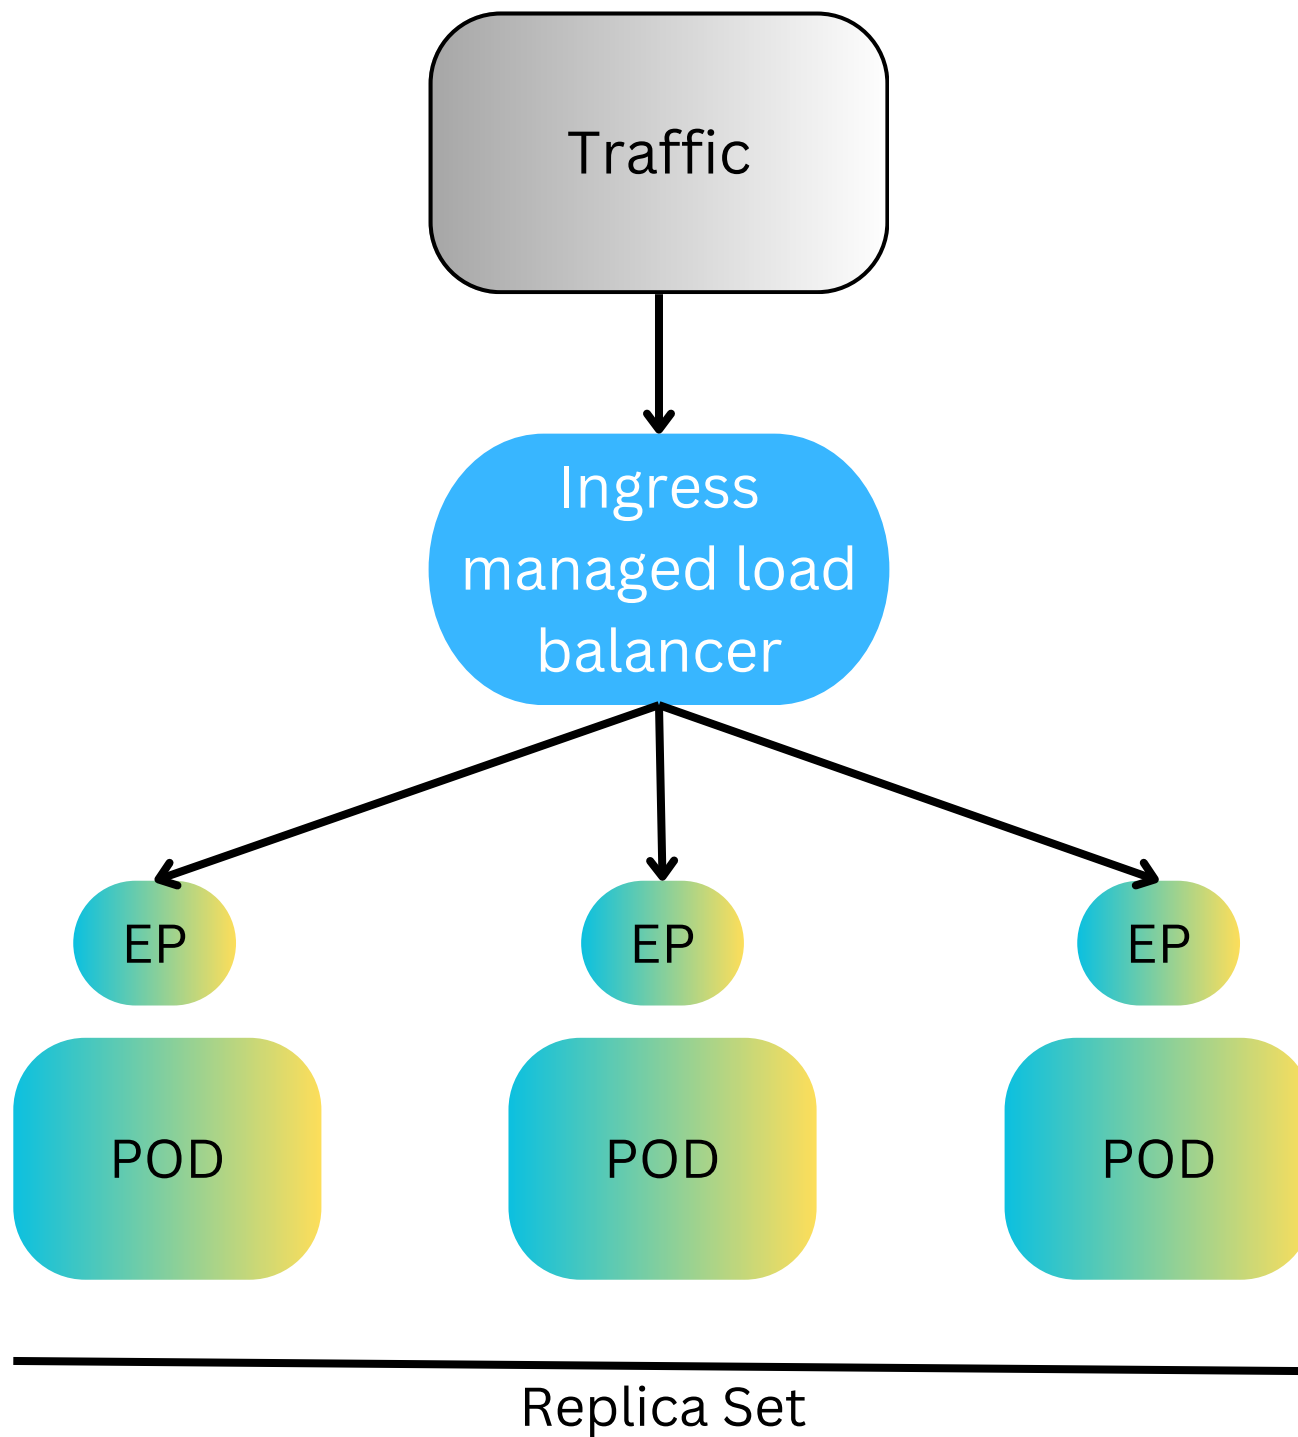 Traffic
Ingress
managed load
balancer
EP
EP
EP
POD
POD
POD
Replica Set